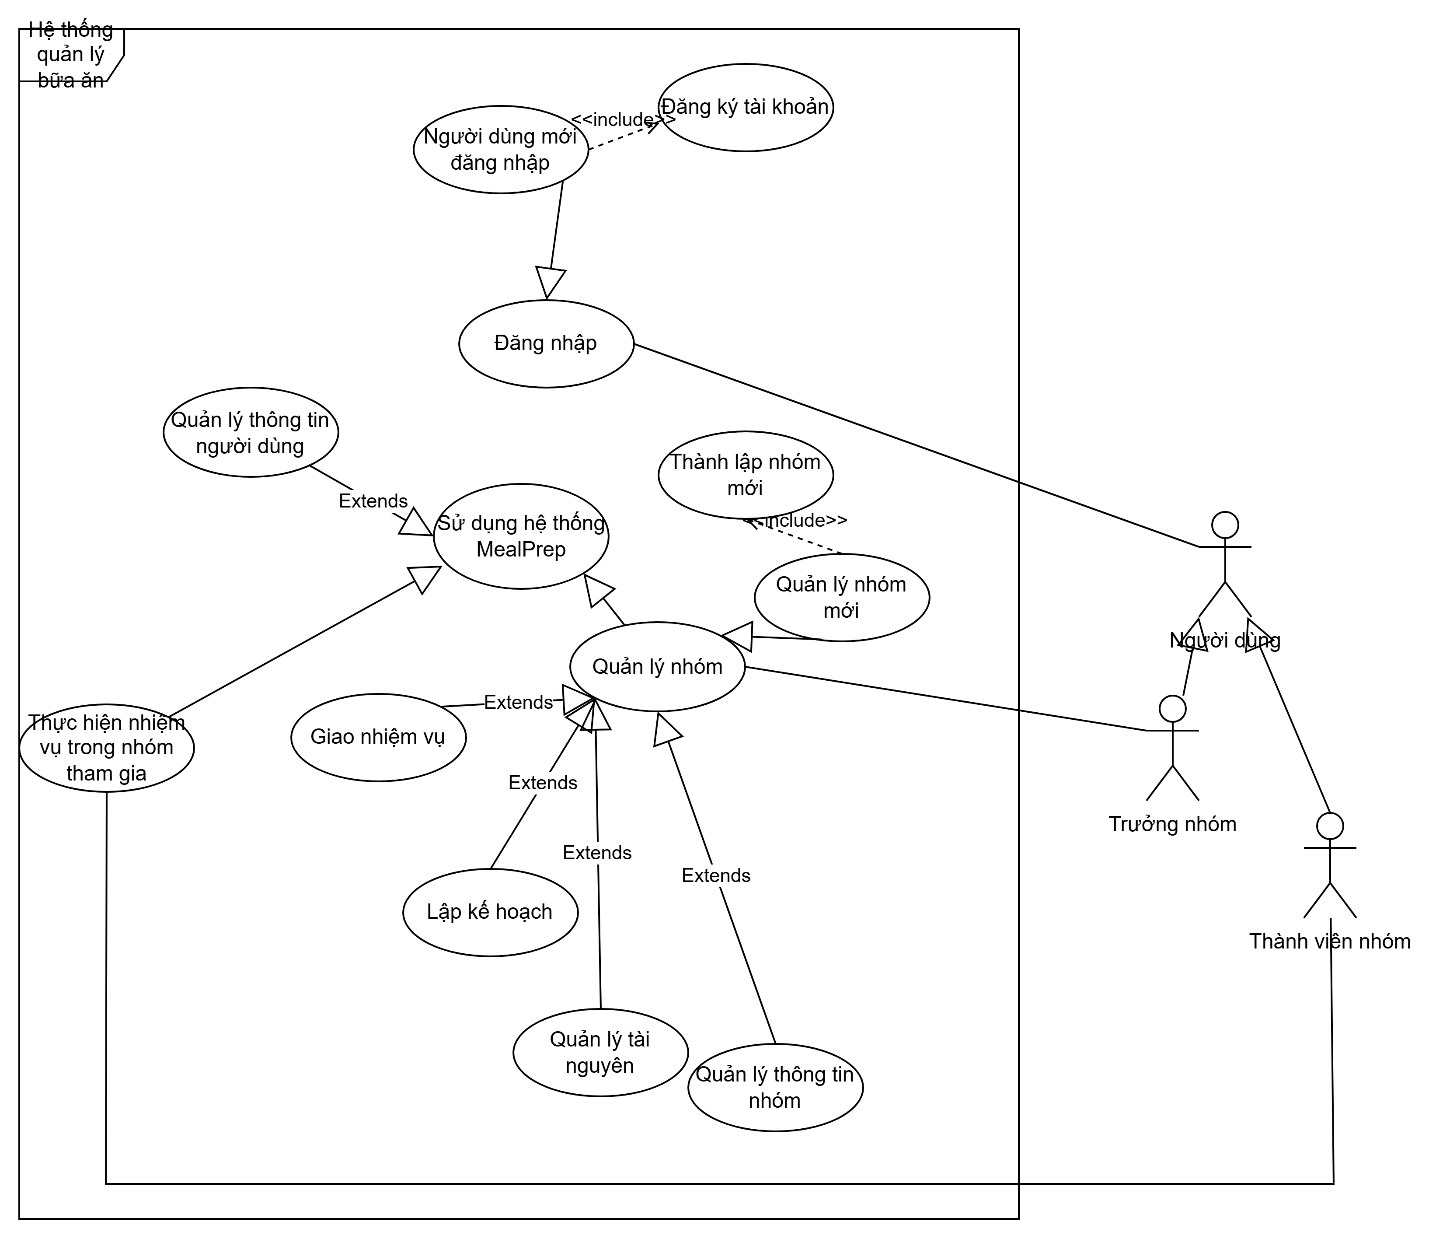 Hệ thống
quản lý
bữa ăn
Đăng ký tài khoản
<<include>>
Người dùng mới
đăng nhập
Đăng nhập
Quản lý thông tin
người dùng
Thành lập nhóm
mới
Extends
Sử dụng hệ thống
MealPrep
<<include>>
Quản lý nhóm
mới
Người dùng
Quản lý nhóm
Extends
Thực hiện nhiệm
vụ trong nhóm
tham gia
Giao nhiệm vụ
Extends
Trưởng nhóm
Extends
Extends
Lập kế hoạch
Thành viên nhóm
Quản lý tài
nguyên
Quản lý thông tin
nhóm